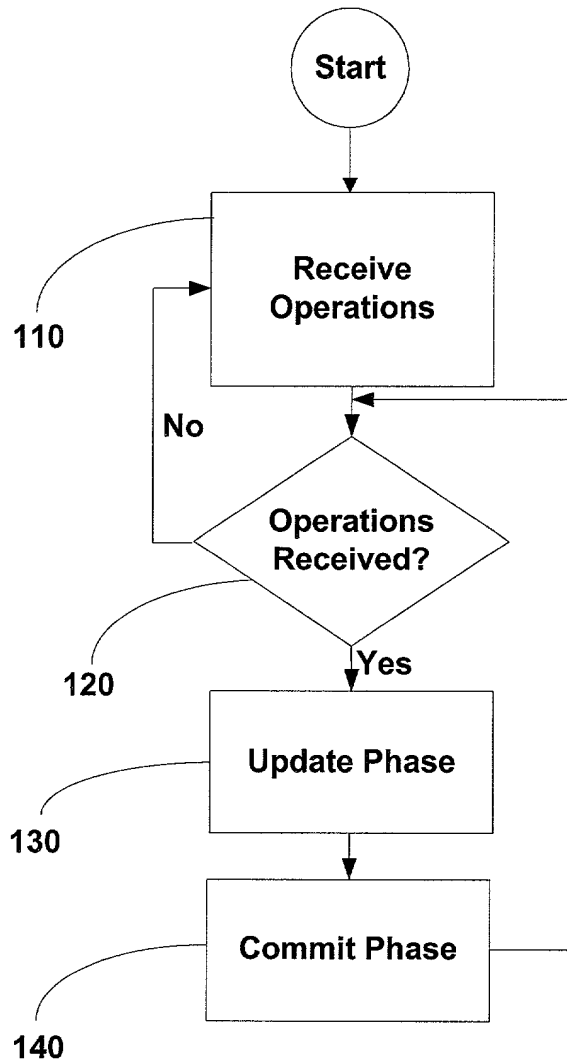 Start
Receive
Operations
110
No
Operations
Received?
120
Yes
Update Phase
130
Commit Phase
140